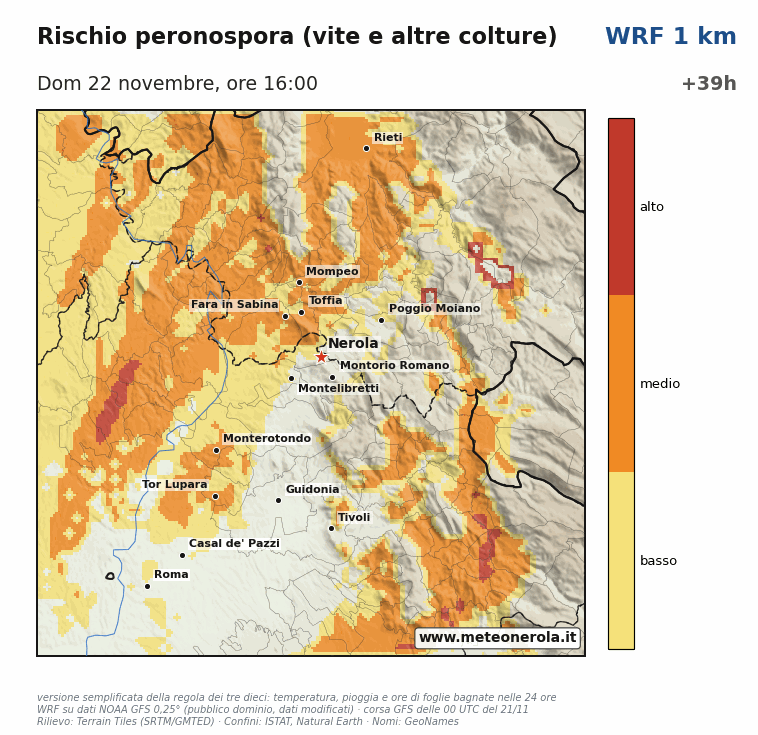 Rischio peronospora (vite e altre colture)
WRF 1 km
Dom 22 novembre, ore 16:00
+39h
Rieti
alto
Mompeo
Fara in Sabina
Toffia
Poggio Moiano
Nerola
Montorio Romano
medio
Montelibretti
Monterotondo
Tor Lupara
Guidonia
Tivoli
Casal de' Pazzi
basso
Roma
www.meteonerola.it
versione semplificata della regola dei tre dieci: temperatura, pioggia e ore di foglie bagnate nelle 24 ore
WRF su dati NOAA GFS 0,25° (pubblico dominio, dati modificati) · corsa GFS delle 00 UTC del 21/11
Rilievo: Terrain Tiles (SRTM/GMTED) · Confini: ISTAT, Natural Earth · Nomi: GeoNames